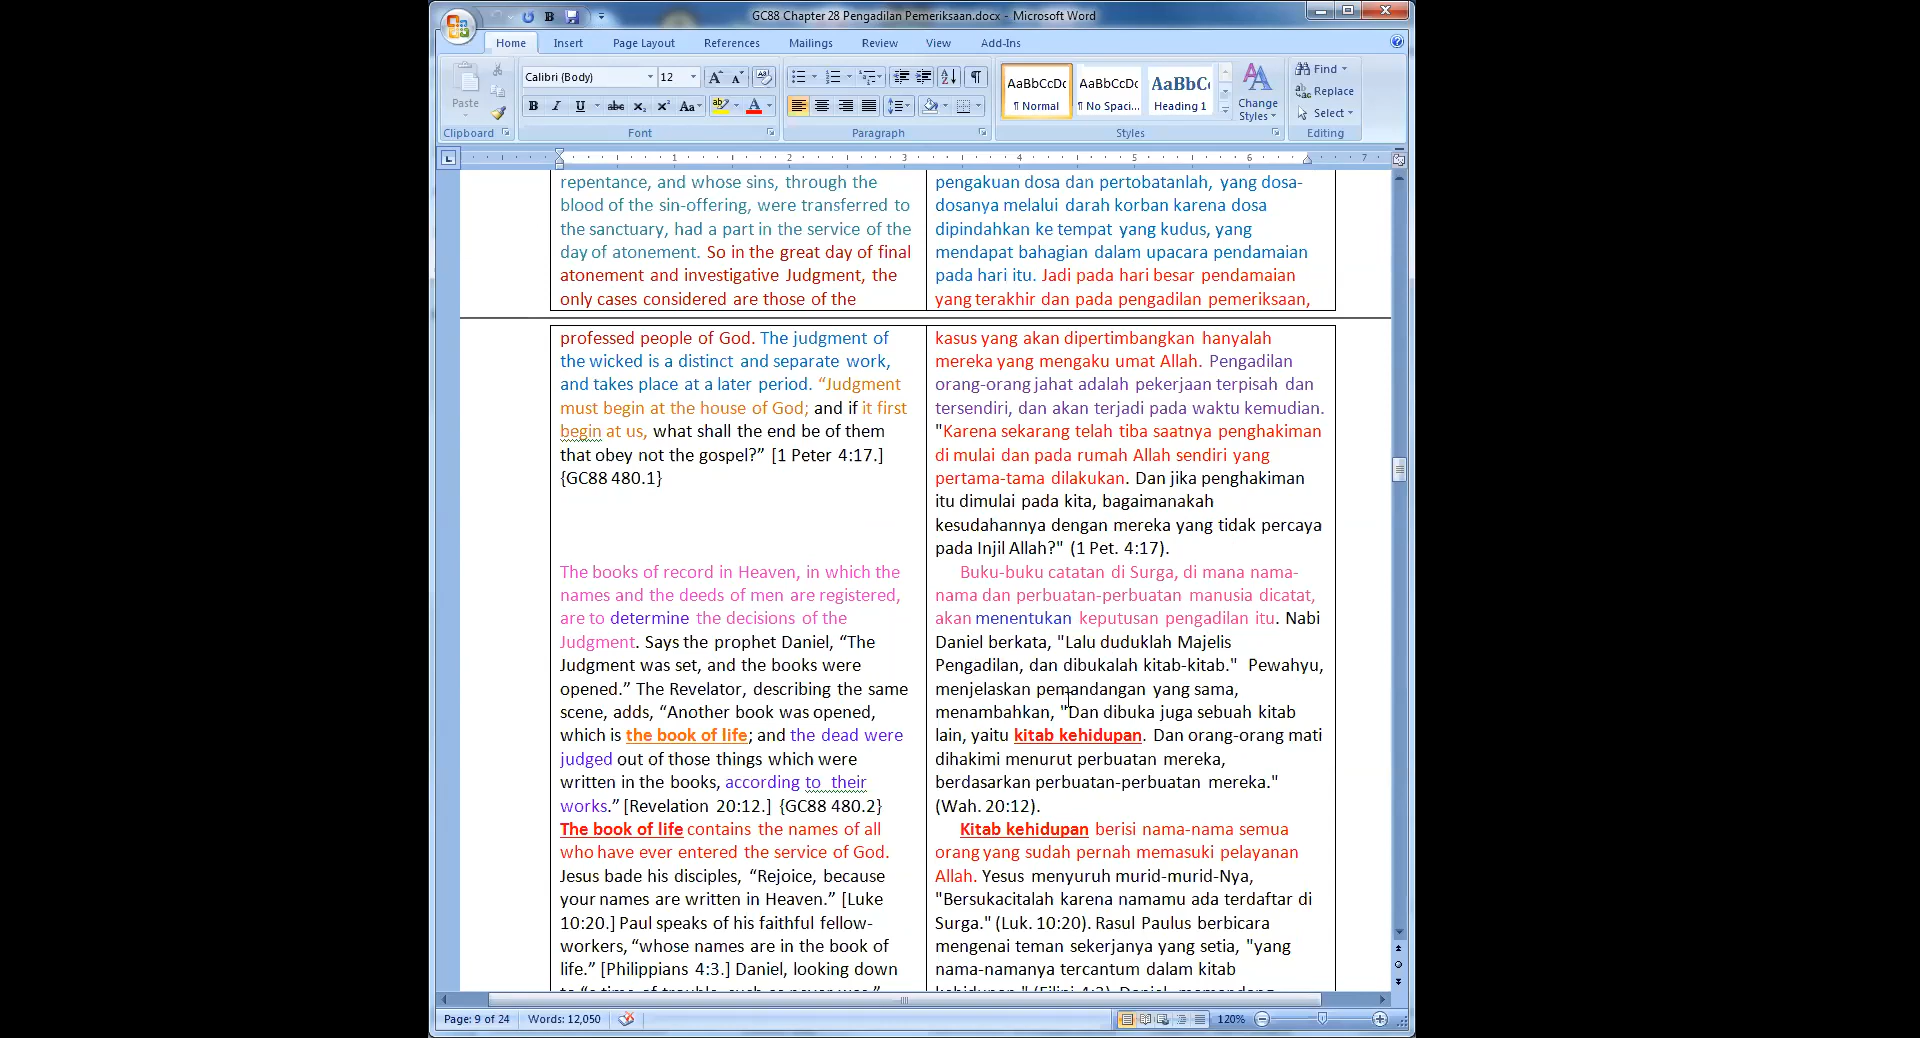 GC88 Chapter 28 Pengadilan Pemeriksaan.docx - Microsoft Word
Home Insert Page Layout References Mailings Review View Add-Ins
Paste
Clipboard
Calibri (Body) 12
B I U abc x₂ x² Aa
Font
Paragraph
AaBbCcDc AaBbCcDc AaBbC
¶ Normal ¶ No Spaci... Heading 1
Change Styles
Styles
Find
Replace
Select
Editing
1 2 3 4 5 6 7
repentance, and whose sins, through the
blood of the sin-offering, were transferred to
the sanctuary, had a part in the service of the
day of atonement. So in the great day of final
atonement and investigative Judgment, the
only cases considered are those of the
professed people of God. The judgment of
the wicked is a distinct and separate work,
and takes place at a later period. “Judgment
must begin at the house of God; and if it first
begin at us, what shall the end be of them
that obey not the gospel?” [1 Peter 4:17.]
{GC88 480.1}
The books of record in Heaven, in which the
names and the deeds of men are registered,
are to determine the decisions of the
Judgment. Says the prophet Daniel, “The
Judgment was set, and the books were
opened.” The Revelator, describing the same
scene, adds, “Another book was opened,
which is the book of life; and the dead were
judged out of those things which were
written in the books, according to their
works.” [Revelation 20:12.] {GC88 480.2}
The book of life contains the names of all
who have ever entered the service of God.
Jesus bade his disciples, “Rejoice, because
your names are written in Heaven.” [Luke
10:20.] Paul speaks of his faithful fellow-
workers, “whose names are in the book of
life.” [Philippians 4:3.] Daniel, looking down
to “a time of trouble, such as never was,”
pengakuan dosa dan pertobatanlah, yang dosa-
dosanya melalui darah korban karena dosa
dipindahkan ke tempat yang kudus, yang
mendapat bahagian dalam upacara pendamaian
pada hari itu. Jadi pada hari besar pendamaian
yang terakhir dan pada pengadilan pemeriksaan,
kasus yang akan dipertimbangkan hanyalah
mereka yang mengaku umat Allah. Pengadilan
orang-orang jahat adalah pekerjaan terpisah dan
tersendiri, dan akan terjadi pada waktu kemudian.
"Karena sekarang telah tiba saatnya penghakiman
di mulai dan pada rumah Allah sendiri yang
pertama-tama dilakukan. Dan jika penghakiman
itu dimulai pada kita, bagaimanakah
kesudahannya dengan mereka yang tidak percaya
pada Injil Allah?" (1 Pet. 4:17).
Buku-buku catatan di Surga, di mana nama-
nama dan perbuatan-perbuatan manusia dicatat,
akan menentukan keputusan pengadilan itu. Nabi
Daniel berkata, "Lalu duduklah Majelis
Pengadilan, dan dibukalah kitab-kitab." Pewahyu,
menjelaskan pemandangan yang sama,
menambahkan, "Dan dibuka juga sebuah kitab
lain, yaitu kitab kehidupan. Dan orang-orang mati
dihakimi menurut perbuatan mereka,
berdasarkan perbuatan-perbuatan mereka."
(Wah. 20:12).
Kitab kehidupan berisi nama-nama semua
orang yang sudah pernah memasuki pelayanan
Allah. Yesus menyuruh murid-murid-Nya,
"Bersukacitalah karena namamu ada terdaftar di
Surga." (Luk. 10:20). Rasul Paulus berbicara
mengenai teman sekerjanya yang setia, "yang
nama-namanya tercantum dalam kitab
kehidupan." (Filipi 4:3). Daniel, memandang
Page: 9 of 24 Words: 12,050 120%